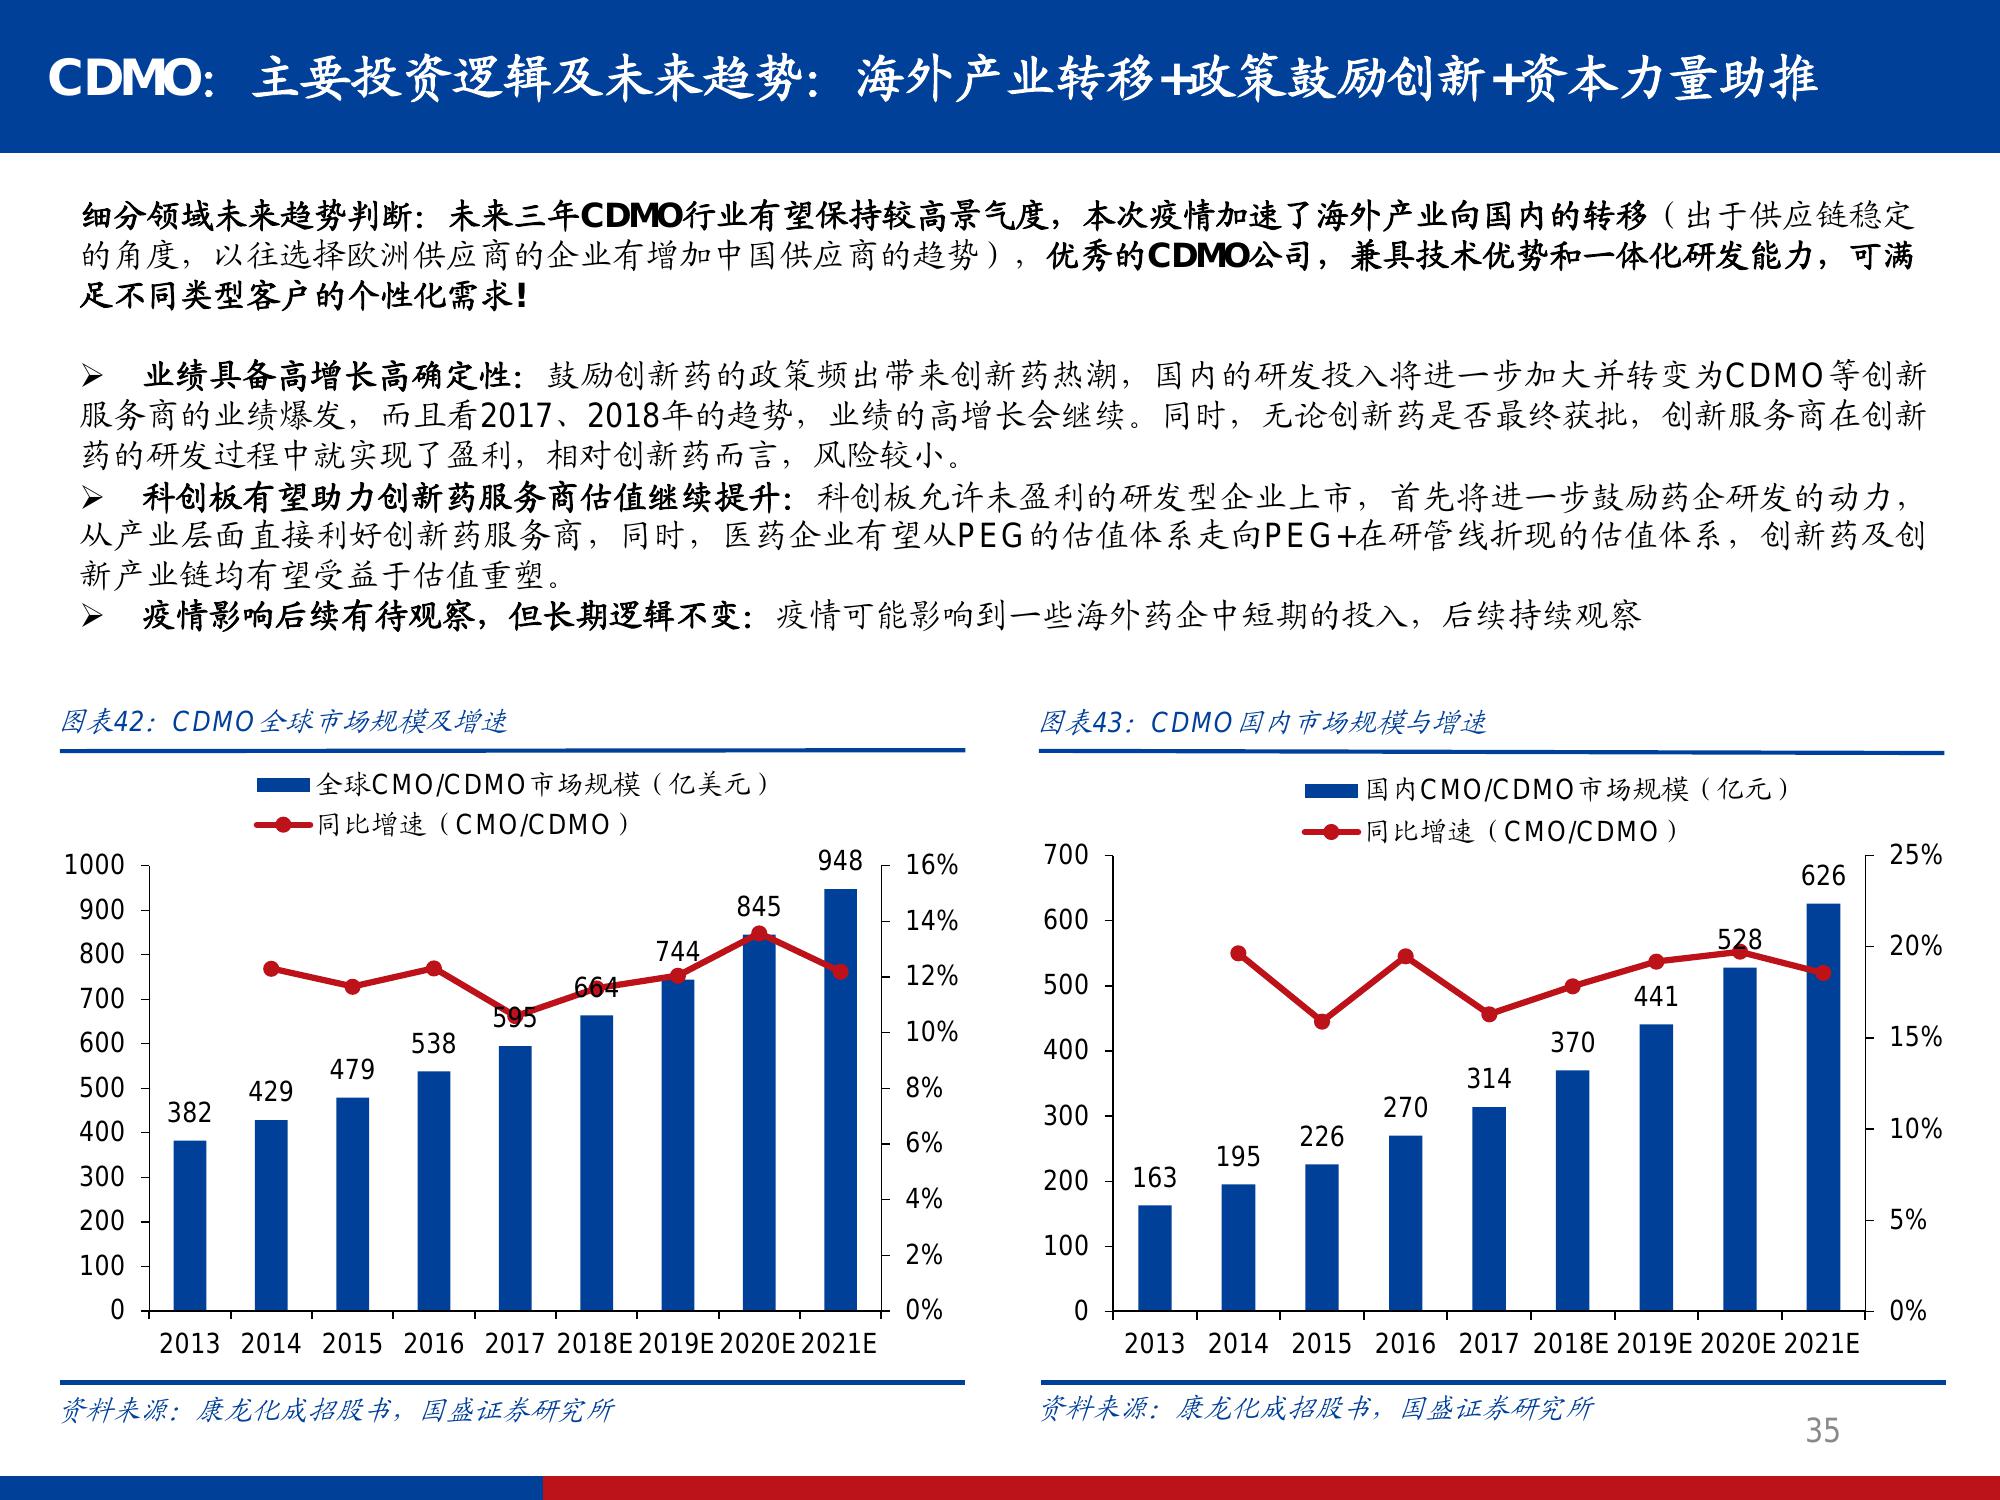 CDMO：主要投资逻辑及未来趋势：海外产业转移+政策鼓励创新+资本力量助推
细分领域未来趋势判断：未来三年CDMO行业有望保持较高景气度，本次疫情加速了海外产业向国内的转移（出于供应链稳定
的角度，以往选择欧洲供应商的企业有增加中国供应商的趋势），优秀的CDMO公司，兼具技术优势和一体化研发能力，可满
足不同类型客户的个性化需求！
➢ 业绩具备高增长高确定性：鼓励创新药的政策频出带来创新药热潮，国内的研发投入将进一步加大并转变为CDMO等创新
服务商的业绩爆发，而且看2017、2018年的趋势，业绩的高增长会继续。同时，无论创新药是否最终获批，创新服务商在创新
药的研发过程中就实现了盈利，相对创新药而言，风险较小。
➢ 科创板有望助力创新药服务商估值继续提升：科创板允许未盈利的研发型企业上市，首先将进一步鼓励药企研发的动力，
从产业层面直接利好创新药服务商，同时，医药企业有望从PEG的估值体系走向PEG+在研管线折现的估值体系，创新药及创
新产业链均有望受益于估值重塑。
➢ 疫情影响后续有待观察，但长期逻辑不变：疫情可能影响到一些海外药企中短期的投入，后续持续观察
图表42：CDMO全球市场规模及增速
全球CMO/CDMO市场规模（亿美元）
同比增速（CMO/CDMO）
1000
900
800
700
600
500
400
300
200
100
0
382
429
479
538
595
664
744
845
948
16%
14%
12%
10%
8%
6%
4%
2%
0%
2013 2014 2015 2016 2017 2018E 2019E 2020E 2021E
资料来源：康龙化成招股书，国盛证券研究所
图表43：CDMO国内市场规模与增速
国内CMO/CDMO市场规模（亿元）
同比增速（CMO/CDMO）
700
600
500
400
300
200
100
0
163
195
226
270
314
370
441
528
626
25%
20%
15%
10%
5%
0%
2013 2014 2015 2016 2017 2018E 2019E 2020E 2021E
资料来源：康龙化成招股书，国盛证券研究所
35